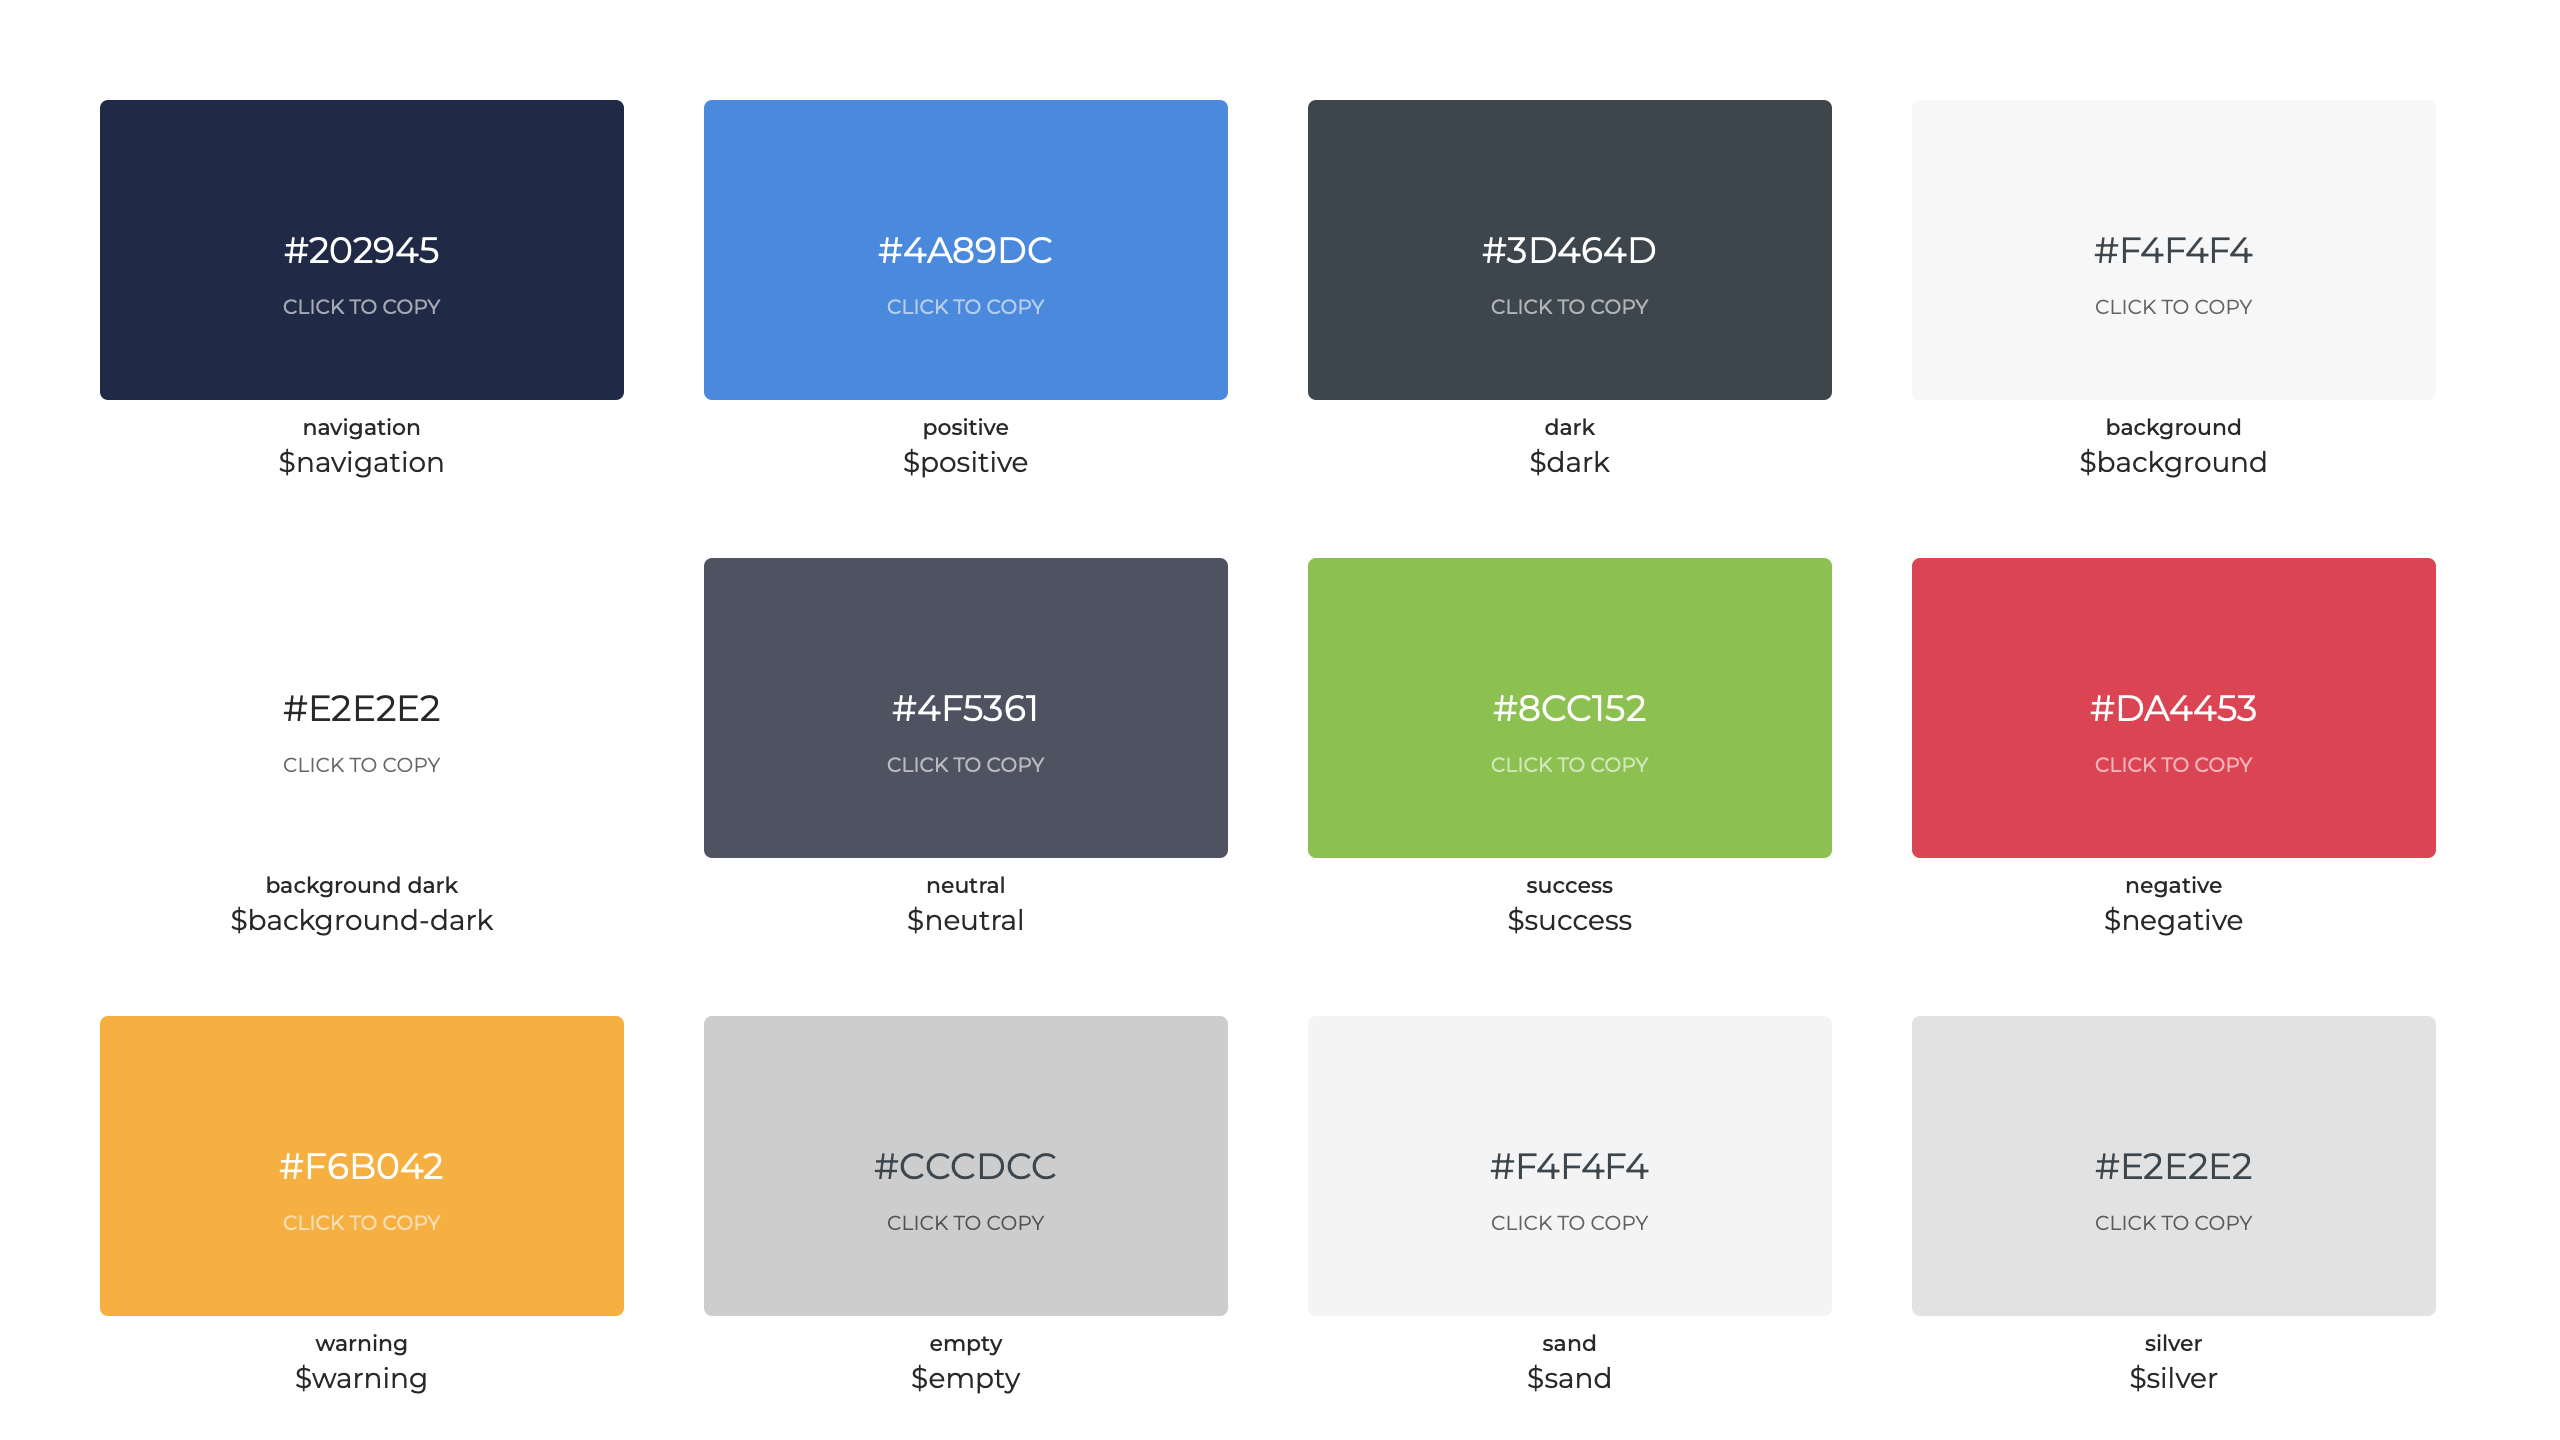 #202945
CLICK TO COPY
navigation
$navigation
#4A89DC
CLICK TO COPY
positive
$positive
#3D464D
CLICK TO COPY
dark
$dark
#F4F4F4
CLICK TO COPY
background
$background
#E2E2E2
CLICK TO COPY
background dark
$background-dark
#4F5361
CLICK TO COPY
neutral
$neutral
#8CC152
CLICK TO COPY
success
$success
#DA4453
CLICK TO COPY
negative
$negative
#F6B042
CLICK TO COPY
warning
$warning
#CCCDCC
CLICK TO COPY
empty
$empty
#F4F4F4
CLICK TO COPY
sand
$sand
#E2E2E2
CLICK TO COPY
silver
$silver